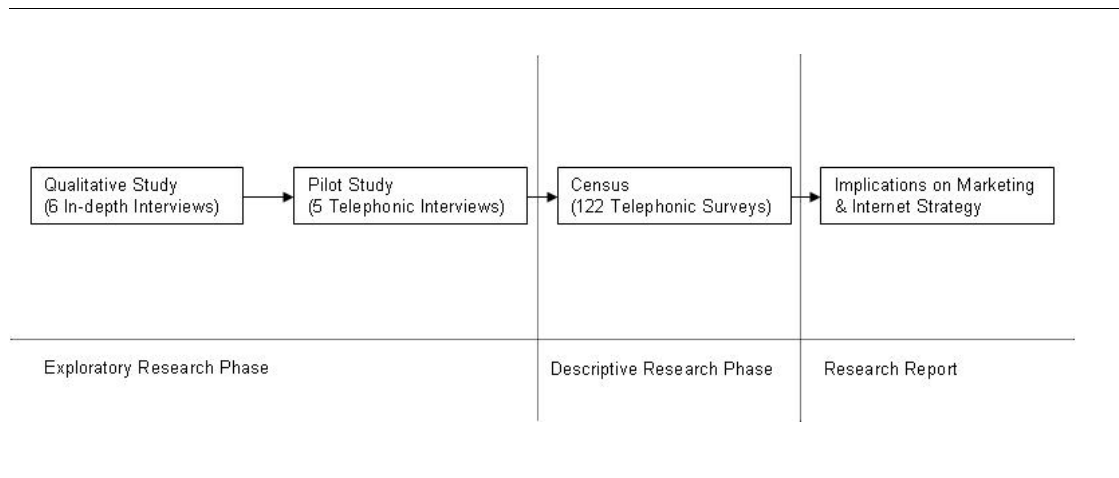 Qualitative Study
(6 In-depth Interviews)
Pilot Study
(5 Telephonic Interviews)
Census
(122 Telephonic Surveys)
Implications on Marketing
& Internet Strategy
Exploratory Research Phase
Descriptive Research Phase
Research Report